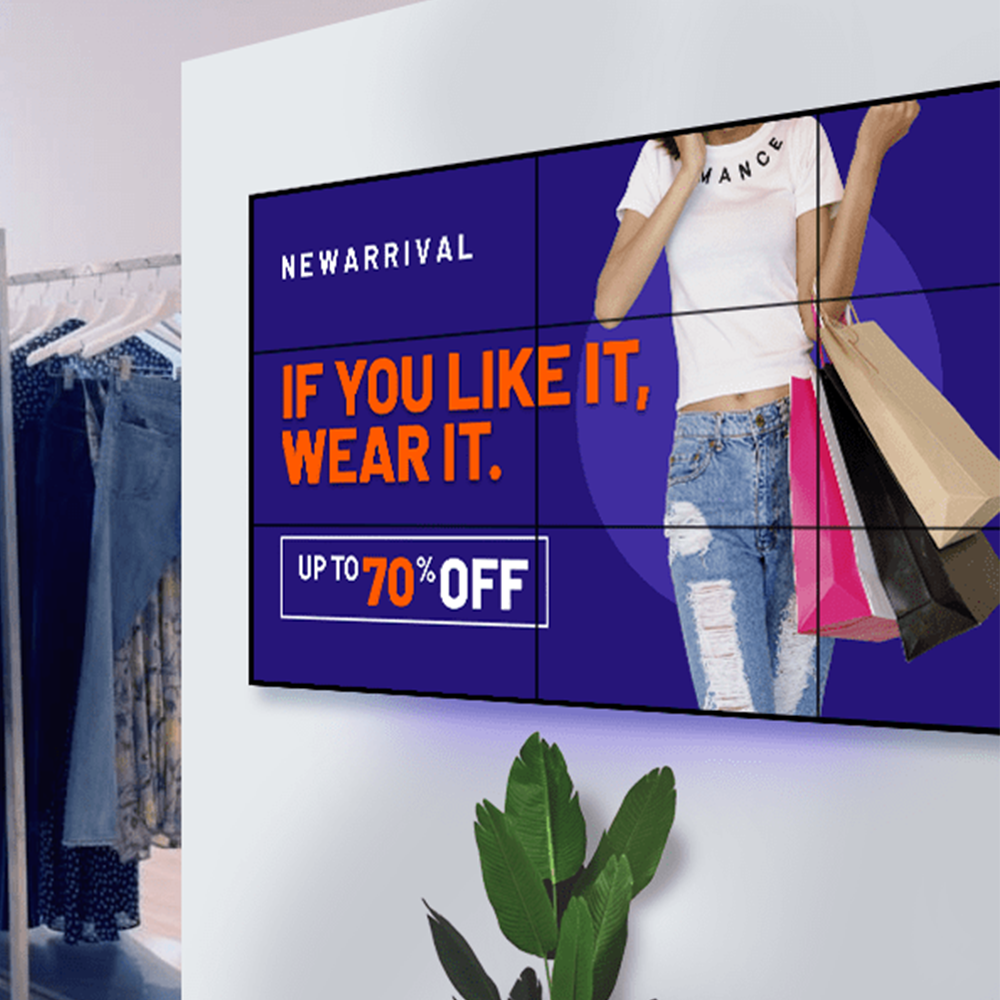 NEWARRIVAL
IF YOU LIKE IT,
WEAR IT.
UP TO 70% OFF
MANCE